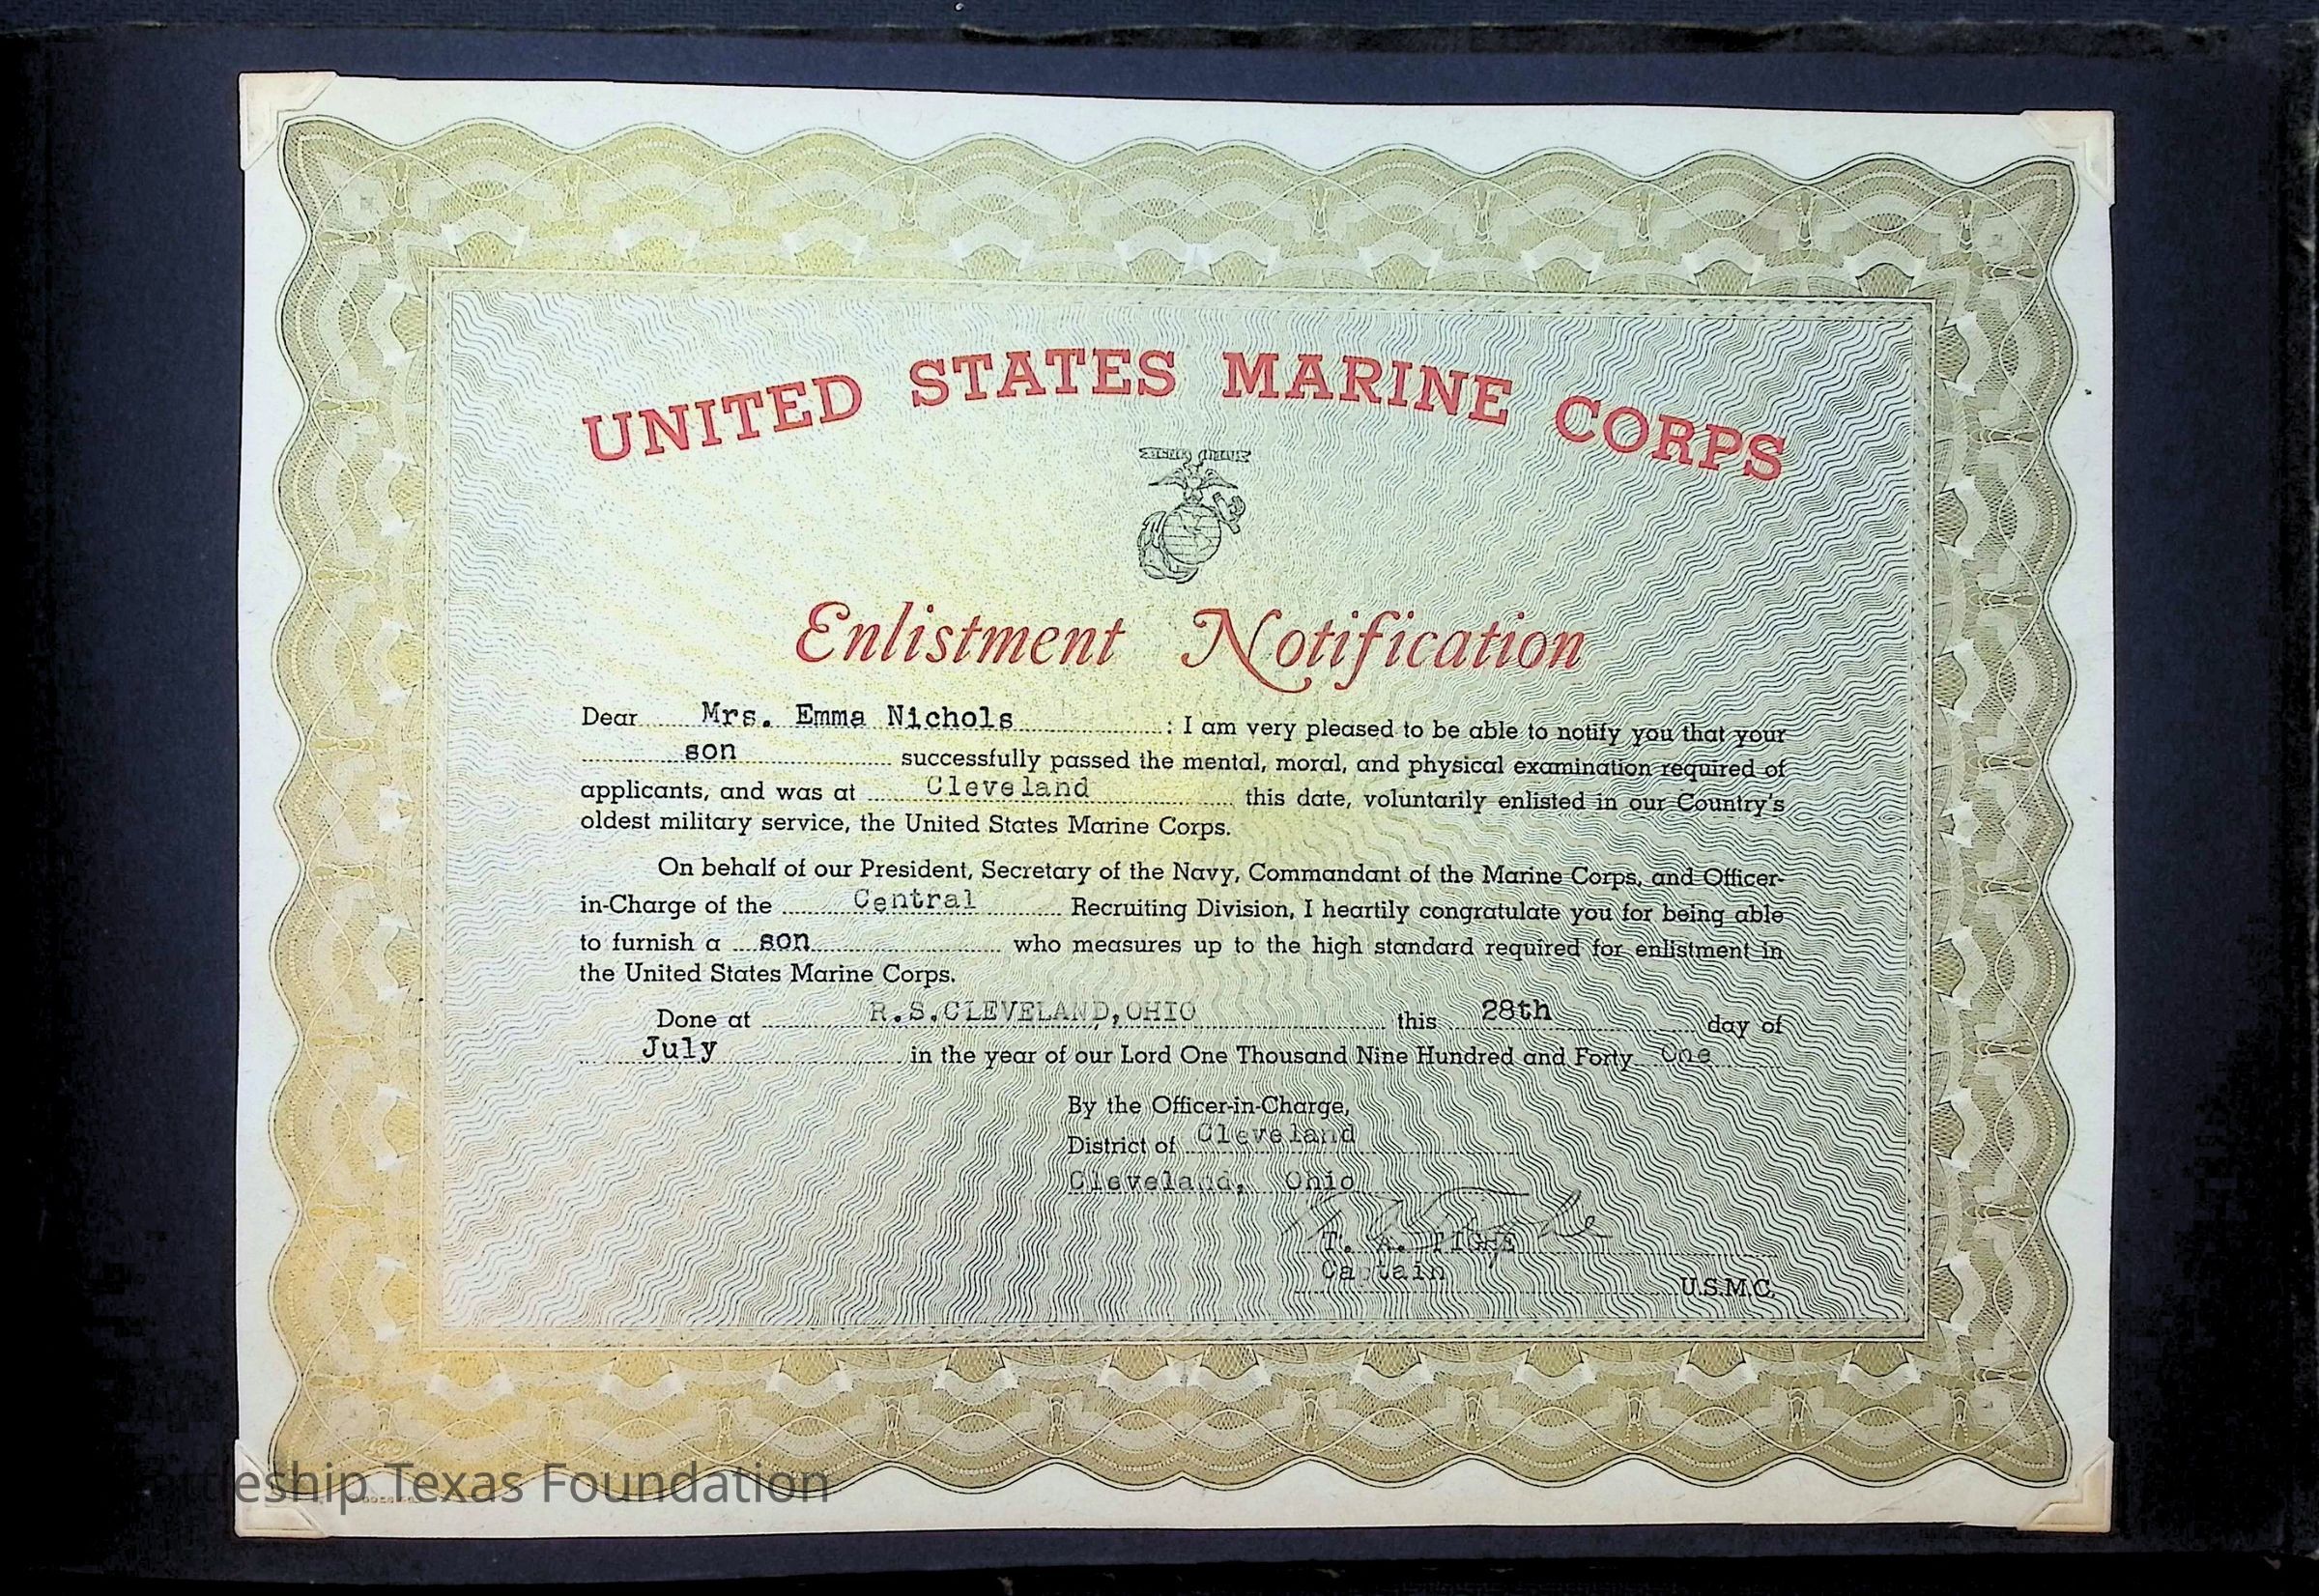 UNITED STATES MARINE CORPS
Enlistment Notification
Dear Mrs. Emma Nichols : I am very pleased to be able to notify you that your
son successfully passed the mental, moral, and physical examination required of
applicants, and was at Cleveland this date, voluntarily enlisted in our Country's
oldest military service, the United States Marine Corps.
On behalf of our President, Secretary of the Navy, Commandant of the Marine Corps, and Officer-
in-Charge of the Central Recruiting Division, I heartily congratulate you for being able
to furnish a son who measures up to the high standard required for enlistment in
the United States Marine Corps.
Done at R.S.CLEVELAND,OHIO this 28th day of
July in the year of our Lord One Thousand Nine Hundred and Forty One
By the Officer-in-Charge,
District of Cleveland
Cleveland, Ohio
T. A.
Captain U.S.M.C.
ttleship Texas Foundation